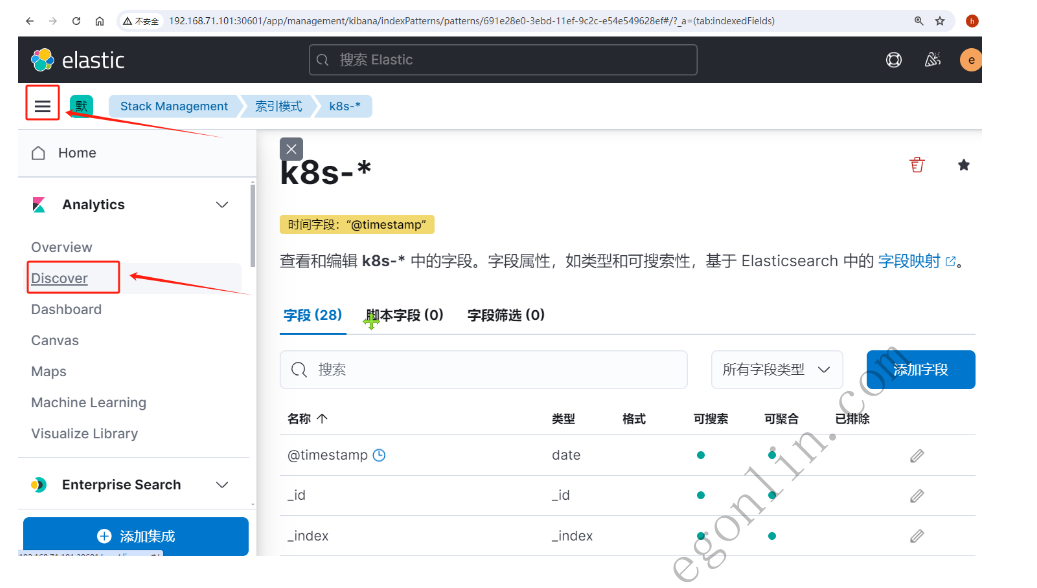 不安全 192.168.71.101:30601/app/management/kibana/indexPatterns/patterns/691e28e0-3ebd-11ef-9c2c-e54e549628ef#/?_a=(tab:indexedFields)
h
elastic
搜索 Elastic
e
默
Stack Management
索引模式
k8s-*
Home
Analytics
Overview
Discover
Dashboard
Canvas
Maps
Machine Learning
Visualize Library
Enterprise Search
添加集成
k8s-*
时间字段："@timestamp"
查看和编辑 k8s-* 中的字段。字段属性，如类型和可搜索性，基于 Elasticsearch 中的 字段映射。
字段 (28) 脚本字段 (0) 字段筛选 (0)
搜索
所有字段类型
添加字段
名称 类型 格式 可搜索 可聚合 已排除
@timestamp date
_id _id
_index _index
egonlin.com